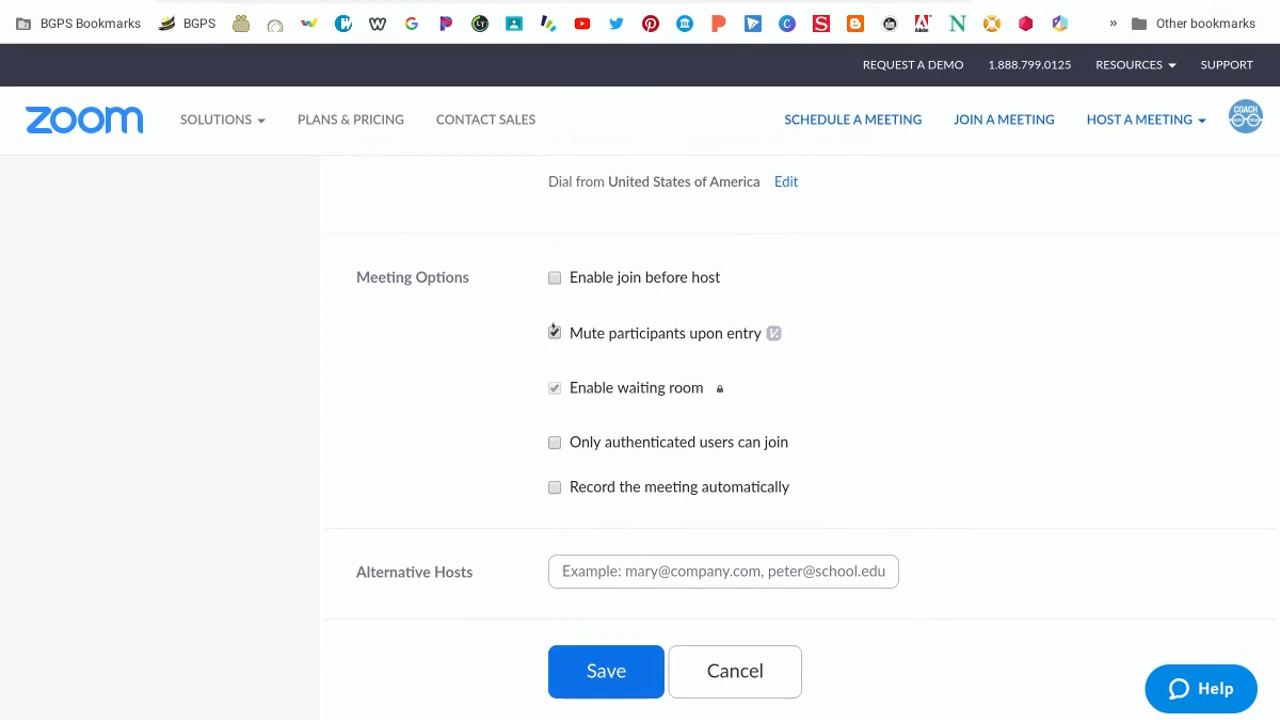 BGPS Bookmarks BGPS » Other bookmarks
REQUEST A DEMO 1.888.799.0125 RESOURCES SUPPORT
zoom SOLUTIONS PLANS & PRICING CONTACT SALES SCHEDULE A MEETING JOIN A MEETING HOST A MEETING COACH
Dial from United States of America Edit
Meeting Options Enable join before host
Mute participants upon entry
Enable waiting room
Only authenticated users can join
Record the meeting automatically
Alternative Hosts Example: mary@company.com, peter@school.edu
Save Cancel
Help